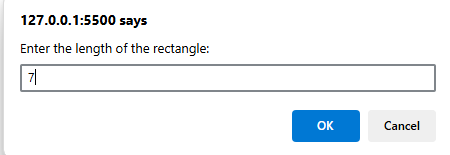 127.0.0.1:5500 says
Enter the length of the rectangle:
7
OK Cancel